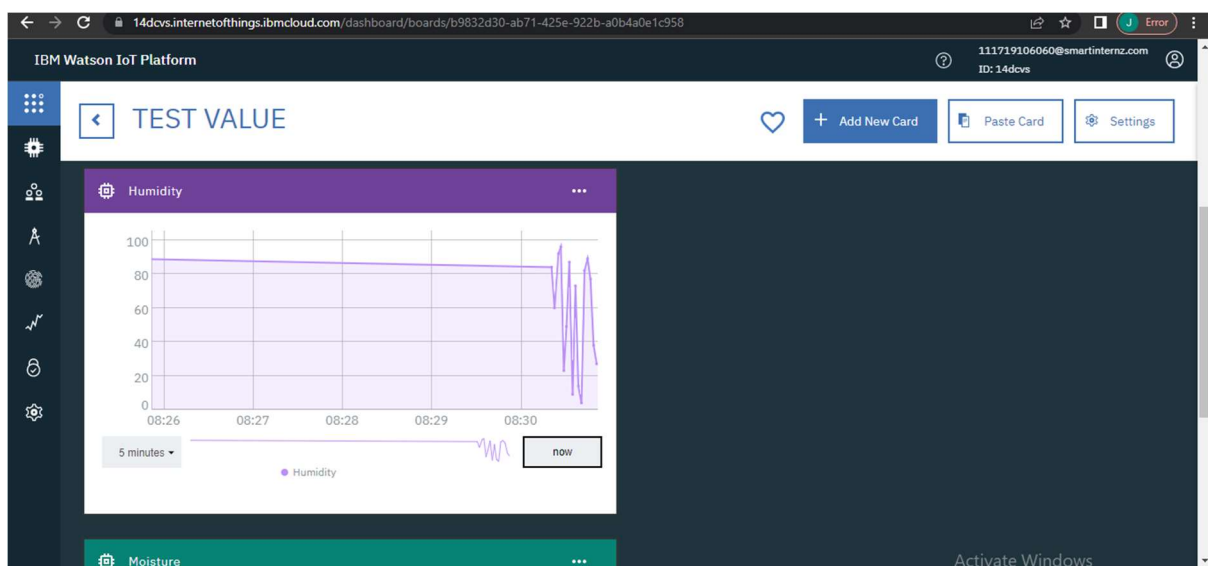 14dcvs.internetofthings.ibmcloud.com/dashboard/boards/b9832d30-ab71-425e-922b-a0b4a0e1c958
J Error
IBM Watson IoT Platform
111719106060@smartinternz.com
ID: 14dcvs
TEST VALUE
+ Add New Card
Paste Card
Settings
Humidity
100
80
60
40
20
0
08:26 08:27 08:28 08:29 08:30
5 minutes
now
Humidity
Moisture
Activate Windows